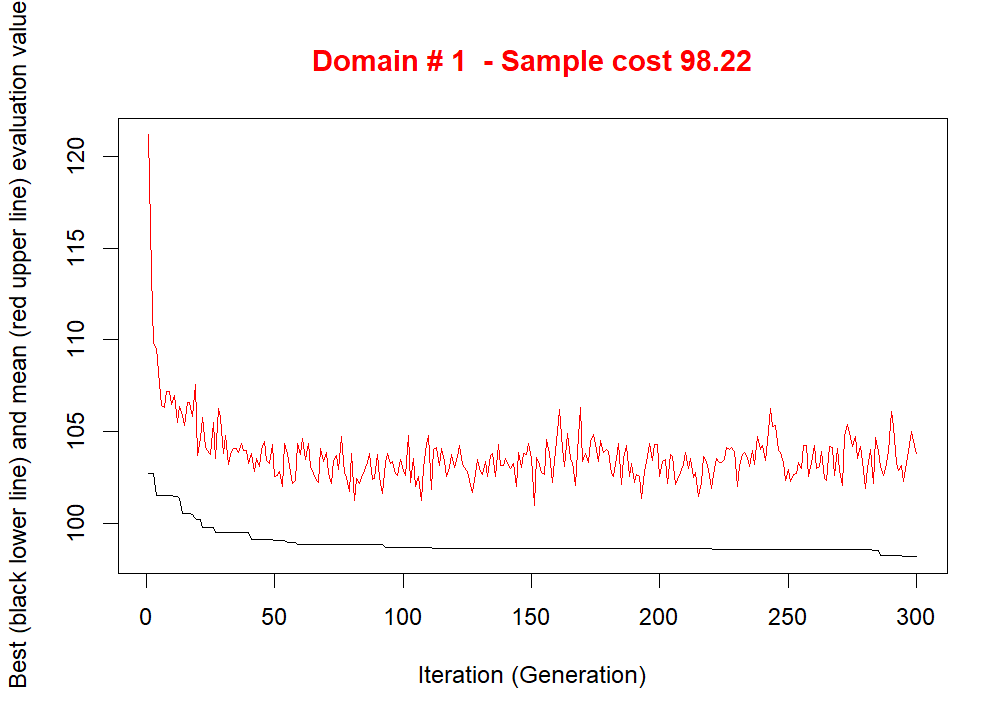 Domain # 1  - Sample cost 98.22
Best (black lower line) and mean (red upper line) evaluation value
120
115
110
105
100
0 50 100 150 200 250 300
Iteration (Generation)